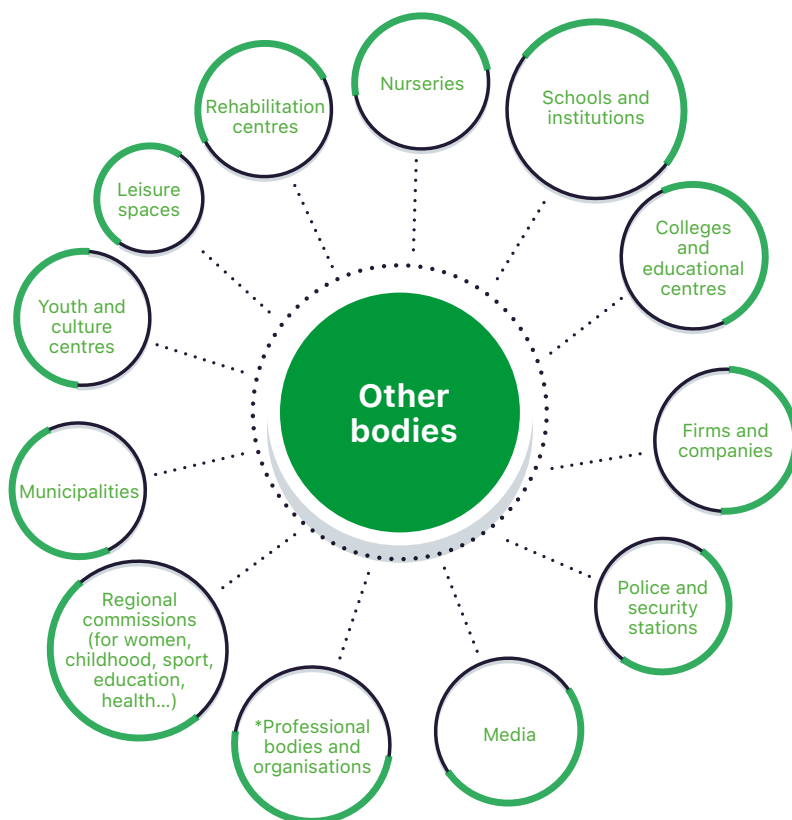 Other
bodies
Nurseries
Schools and
institutions
Colleges
and
educational
centres
Firms and
companies
Police and
security
stations
Media
*Professional
bodies and
organisations
Regional
commissions
(for women,
childhood, sport,
education,
health...)
Municipalities
Youth and
culture
centres
Leisure
spaces
Rehabilitation
centres